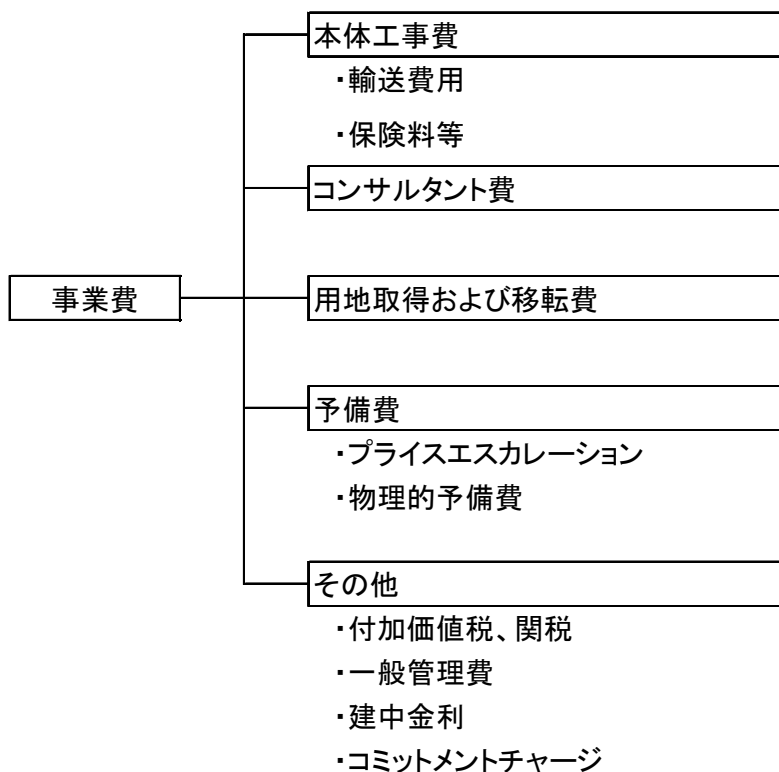 本体工事費
・輸送費用
・保険料等
コンサルタント費
事業費
用地取得および移転費
予備費
・プライスエスカレーション
・物理的予備費
その他
・付加価値税、関税
・一般管理費
・建中金利
・コミットメントチャージ